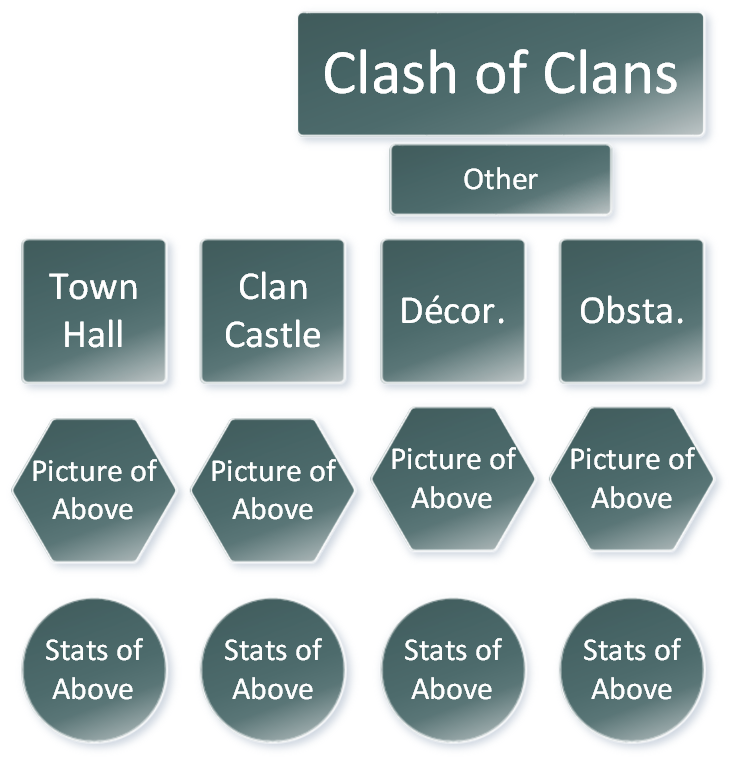 Clash of Clans
Other
Town
Hall
Clan
Castle
Décor.
Obsta.
Picture of
Above
Picture of
Above
Picture of
Above
Picture of
Above
Stats of
Above
Stats of
Above
Stats of
Above
Stats of
Above